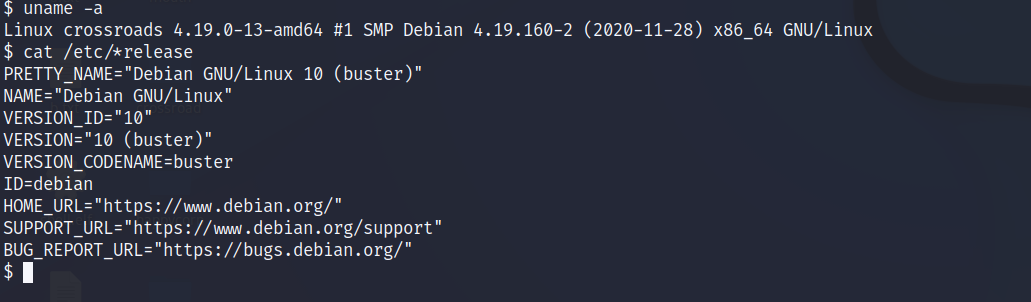 $ uname -a
Linux crossroads 4.19.0-13-amd64 #1 SMP Debian 4.19.160-2 (2020-11-28) x86_64 GNU/Linux
$ cat /etc/*release
PRETTY_NAME="Debian GNU/Linux 10 (buster)"
NAME="Debian GNU/Linux"
VERSION_ID="10"
VERSION="10 (buster)"
VERSION_CODENAME=buster
ID=debian
HOME_URL="https://www.debian.org/"
SUPPORT_URL="https://www.debian.org/support"
BUG_REPORT_URL="https://bugs.debian.org/"
$